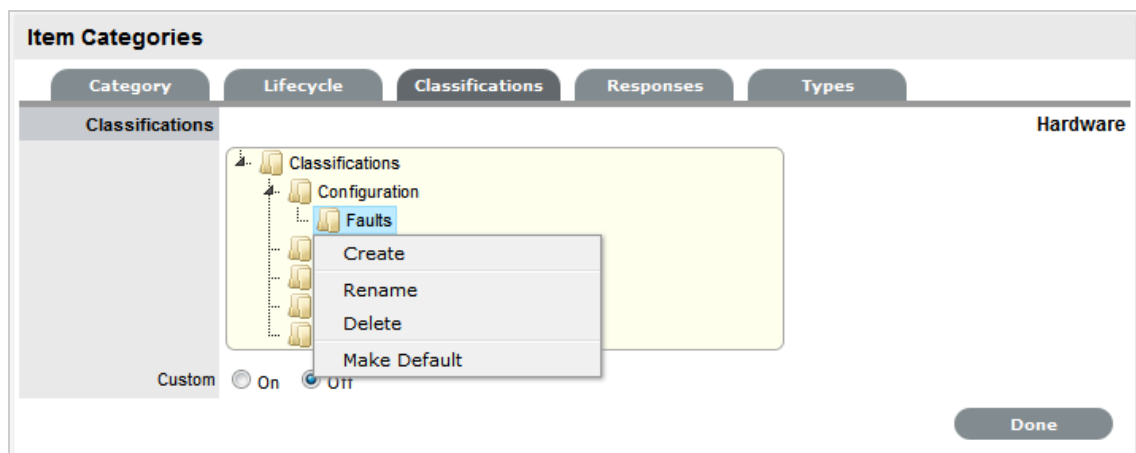 Item Categories
Category Lifecycle Classifications Responses Types
Classifications Hardware
Classifications
Configuration
Faults
Create
Rename
Delete
Make Default
Custom On Off
Done